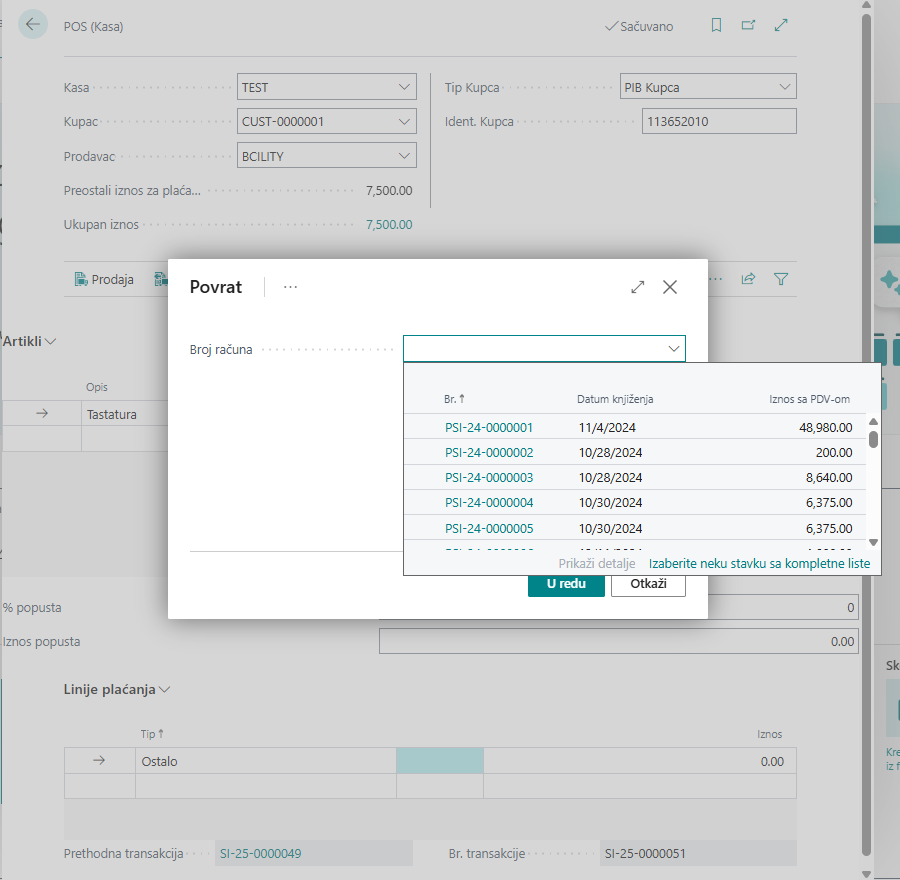 POS (Kasa)
Sačuvano
Kasa
TEST
Tip Kupca
PIB Kupca
Kupac
CUST-0000001
Ident. Kupca
113652010
Prodavac
BCILITY
Preostali iznos za plaća...
7,500.00
Ukupan iznos
7,500.00
Prodaja
Povrat
Artikli
Broj računa
Opis
Tastatura
Br. ↑
Datum knjiženja
Iznos sa PDV-om
PSI-24-0000001
11/4/2024
48,980.00
PSI-24-0000002
10/28/2024
200.00
PSI-24-0000003
10/28/2024
8,640.00
PSI-24-0000004
10/30/2024
6,375.00
PSI-24-0000005
10/30/2024
6,375.00
Prikaži detalje
Izaberite neku stavku sa kompletne liste
U redu
Otkaži
% popusta
0
Iznos popusta
0.00
Linije plaćanja
Tip ↑
Iznos
Ostalo
0.00
Prethodna transakcija
SI-25-0000049
Br. transakcije
SI-25-0000051
Sk
Kre
iz f